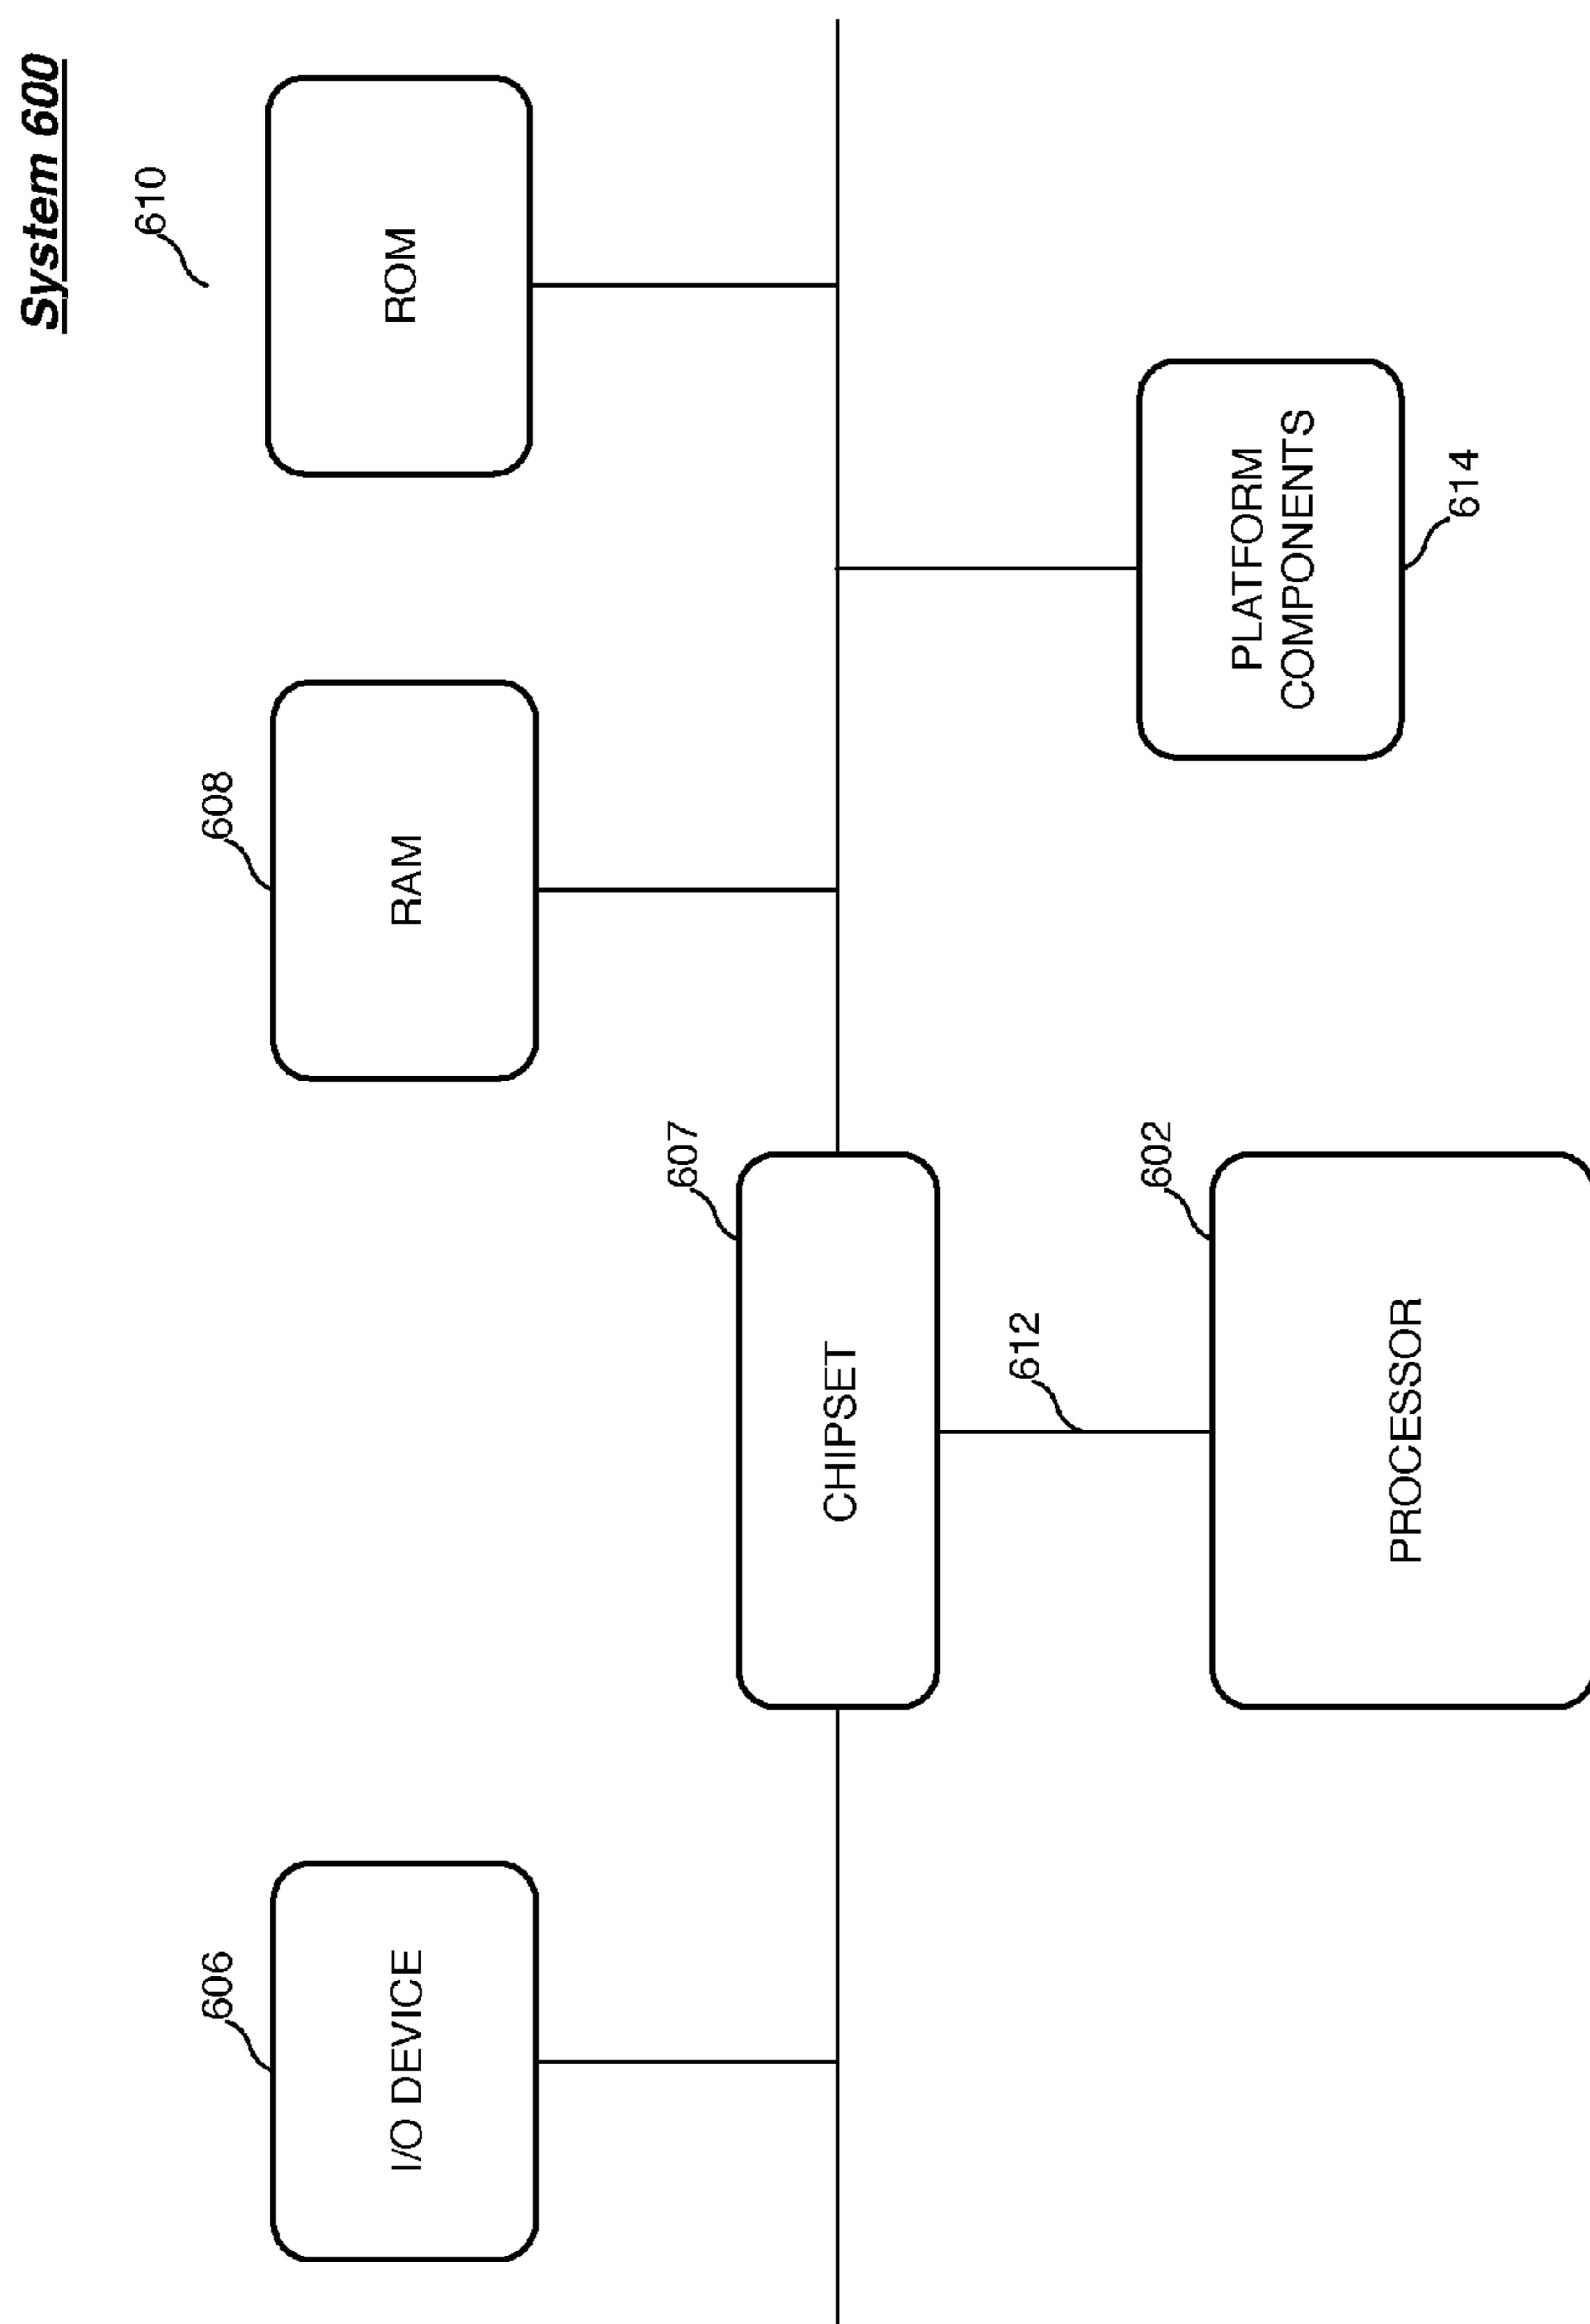 System 600
606
I/O DEVICE
608
RAM
610
ROM
607
CHIPSET
612
602
PROCESSOR
PLATFORM
COMPONENTS
614